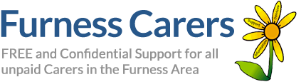 Furness Carers
FREE and Confidential Support for all
unpaid Carers in the Furness Area